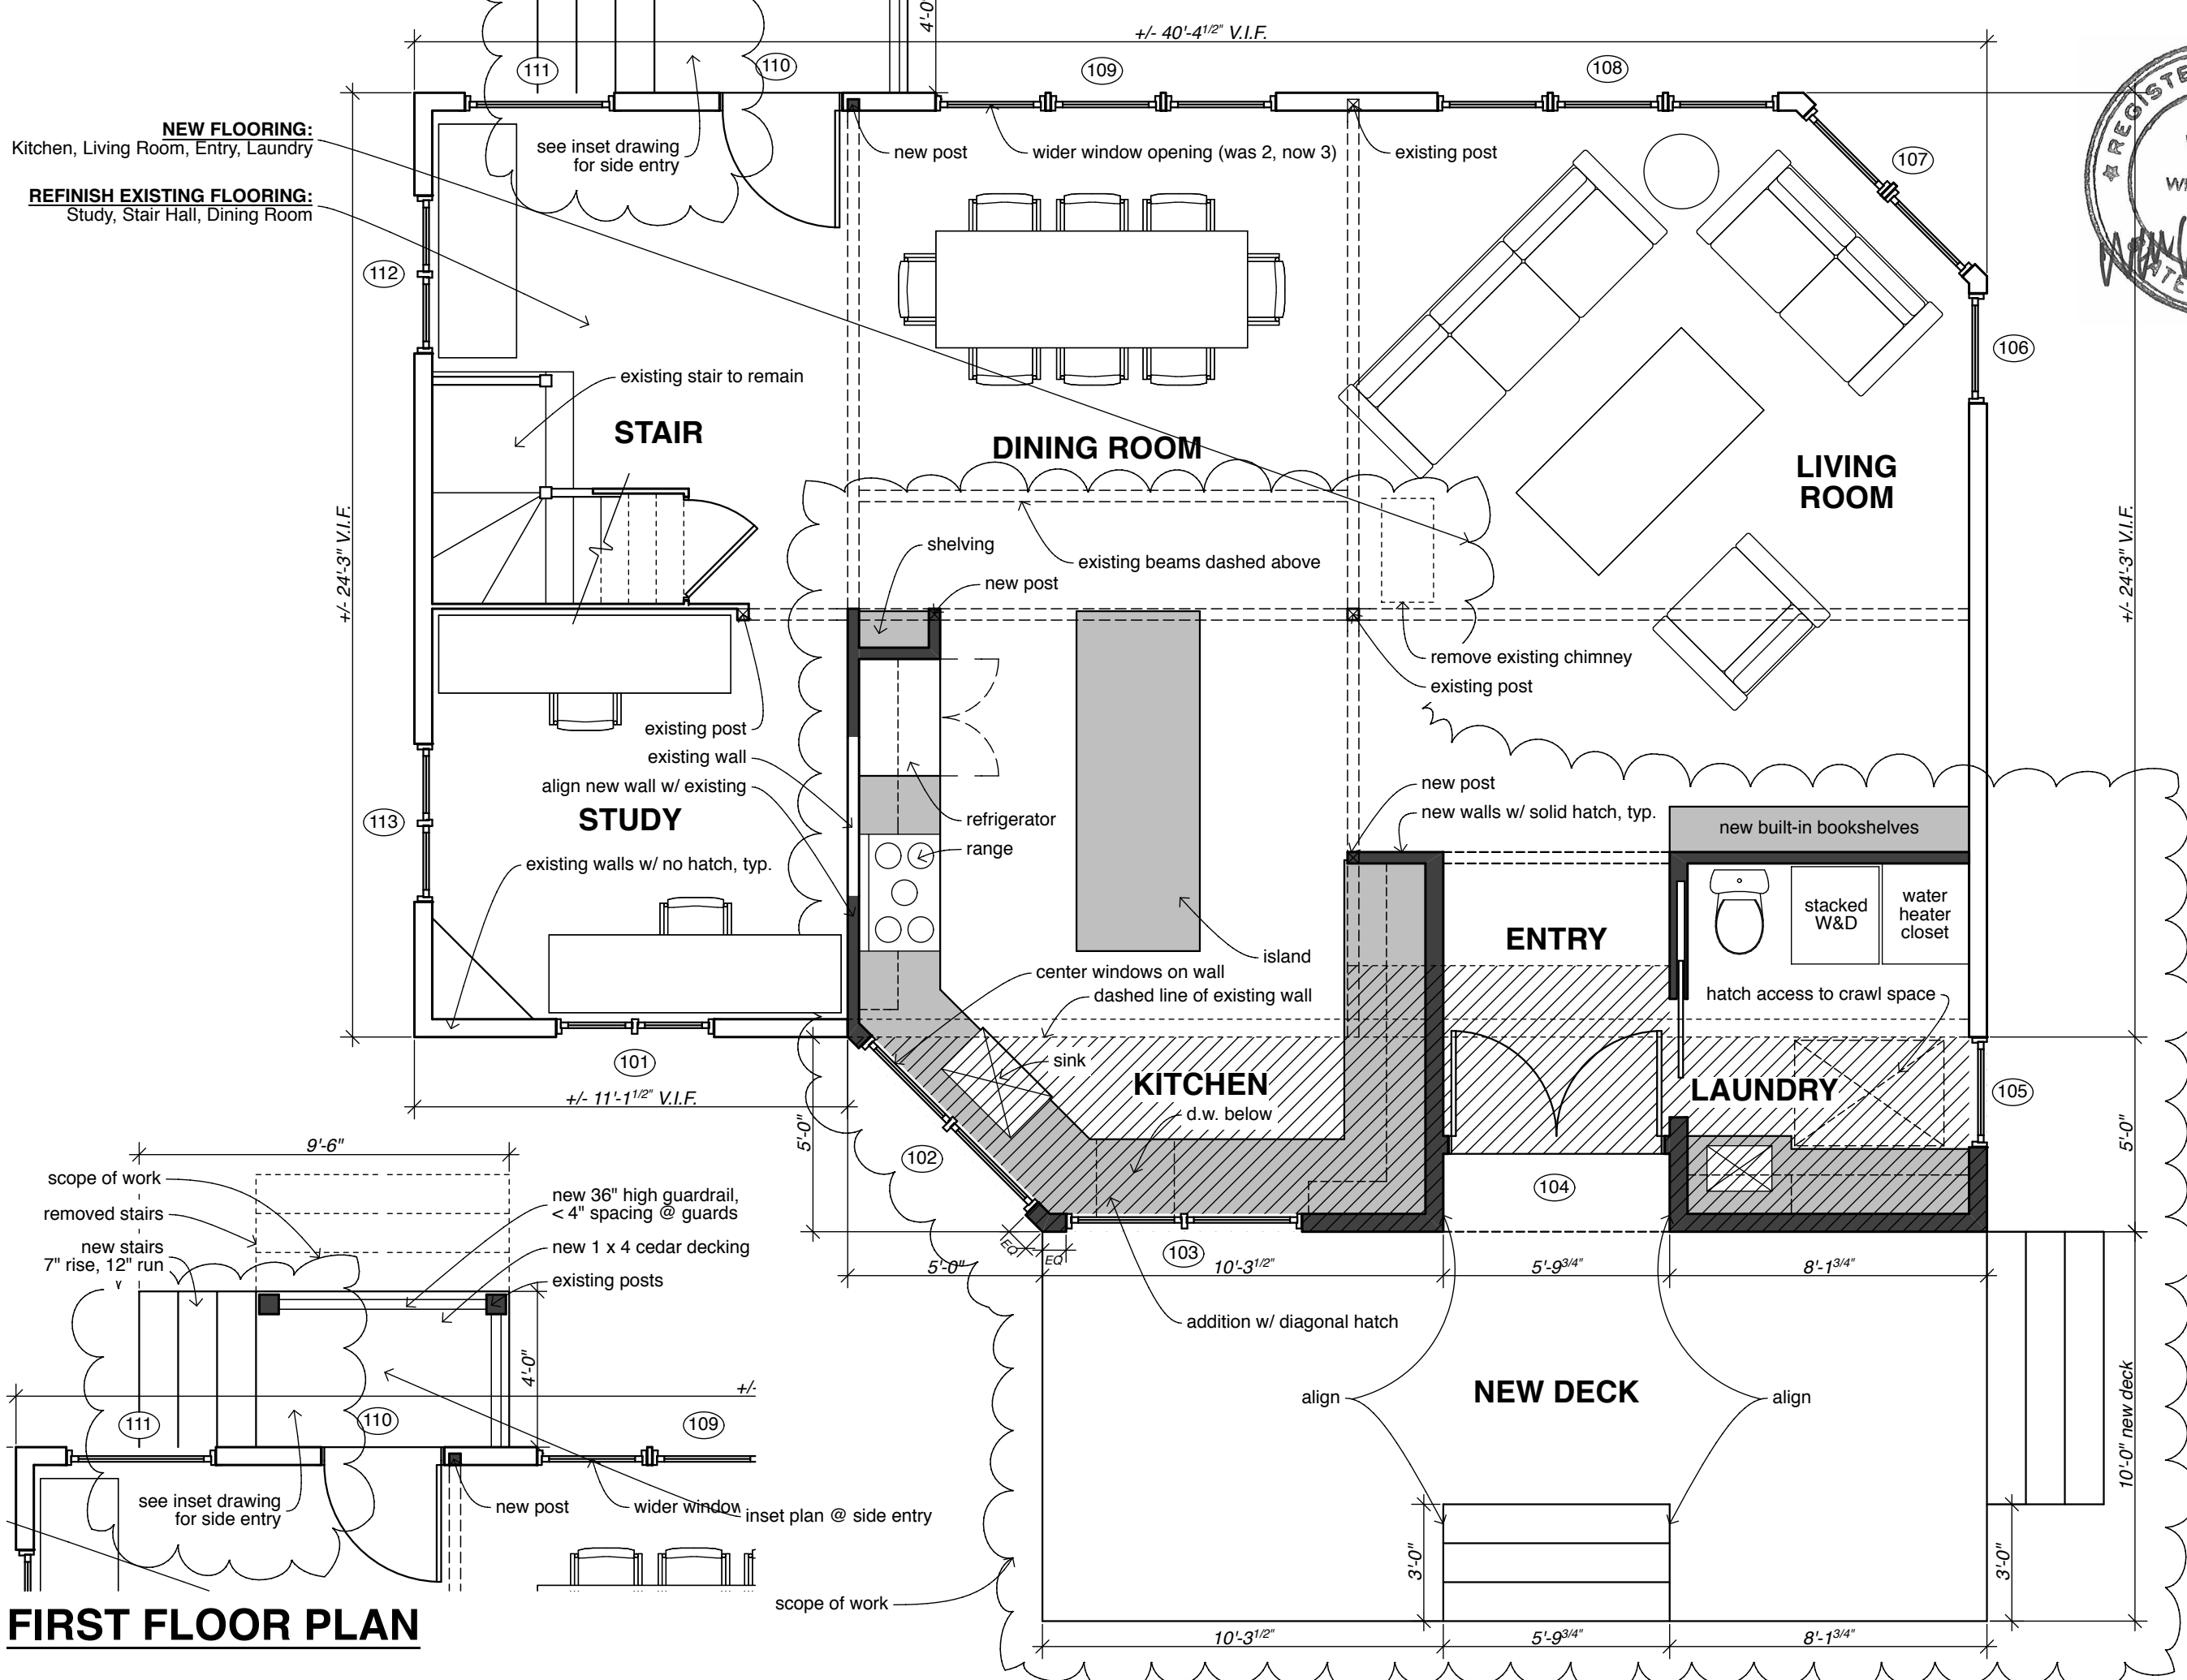 4'-0
+/- 40'-4 1/2" V.I.F.
111
110
109
108
107
106
112
113
101
102
103
104
105
NEW FLOORING:
Kitchen, Living Room, Entry, Laundry
REFINISH EXISTING FLOORING:
Study, Stair Hall, Dining Room
see inset drawing
for side entry
new post
wider window opening (was 2, now 3)
existing post
REGISTE
existing stair to remain
STAIR
DINING ROOM
LIVING
ROOM
+/- 24'-3" V.I.F.
+/- 24'-3" V.I.F.
shelving
existing beams dashed above
new post
remove existing chimney
existing post
existing post
existing wall
align new wall w/ existing
STUDY
existing walls w/ no hatch, typ.
refrigerator
range
new post
new walls w/ solid hatch, typ.
new built-in bookshelves
stacked
W&D
water
heater
closet
ENTRY
island
center windows on wall
dashed line of existing wall
hatch access to crawl space
sink
KITCHEN
d.w. below
LAUNDRY
+/- 11'-1 1/2" V.I.F.
5'-0"
5'-0"
EQ
EQ
5'-0"
10'-3 1/2"
5'-9 3/4"
8'-1 3/4"
addition w/ diagonal hatch
align
NEW DECK
align
10'-0" new deck
3'-0"
3'-0"
scope of work
10'-3 1/2"
5'-9 3/4"
8'-1 3/4"
9'-6"
scope of work
removed stairs
new stairs
7" rise, 12" run
new 36" high guardrail,
< 4" spacing @ guards
new 1 x 4 cedar decking
existing posts
4'-0"
+/-
111
110
109
see inset drawing
for side entry
new post
wider window
inset plan @ side entry
FIRST FLOOR PLAN